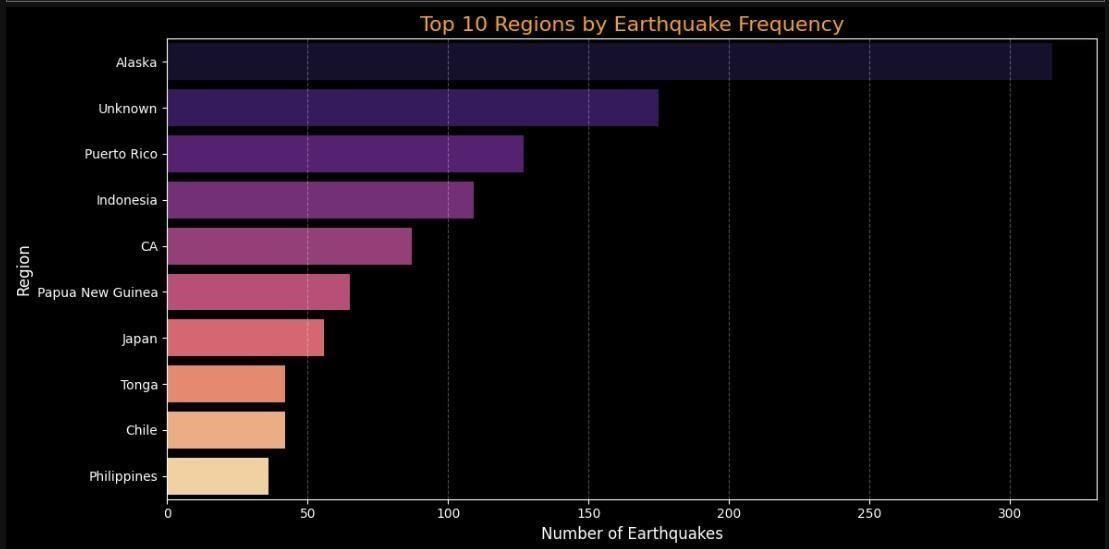 Top 10 Regions by Earthquake Frequency
Region
Alaska
Unknown
Puerto Rico
Indonesia
CA
Papua New Guinea
Japan
Tonga
Chile
Philippines
0 50 100 150 200 250 300
Number of Earthquakes